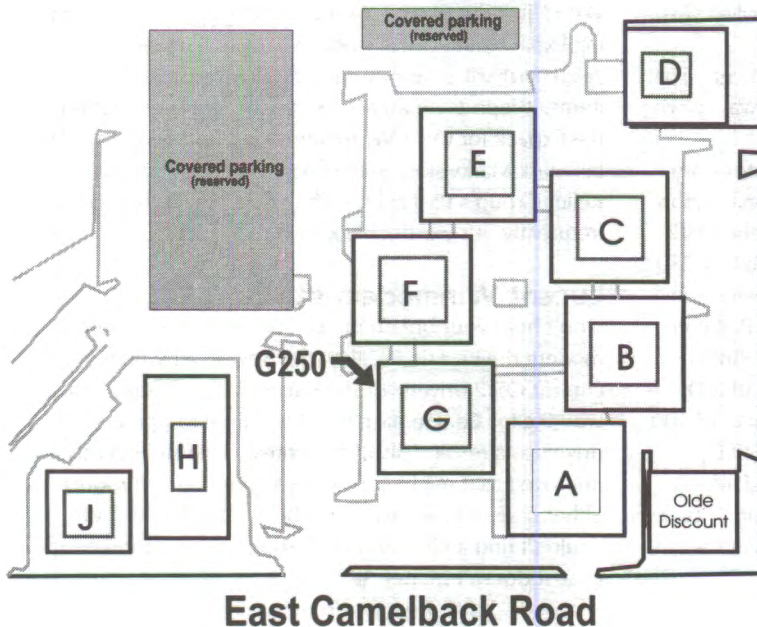 Covered parking
(reserved)
D
Covered parking
(reserved)
E
C
F
B
G250
G
H
A
J
Olde
Discount
East Camelback Road